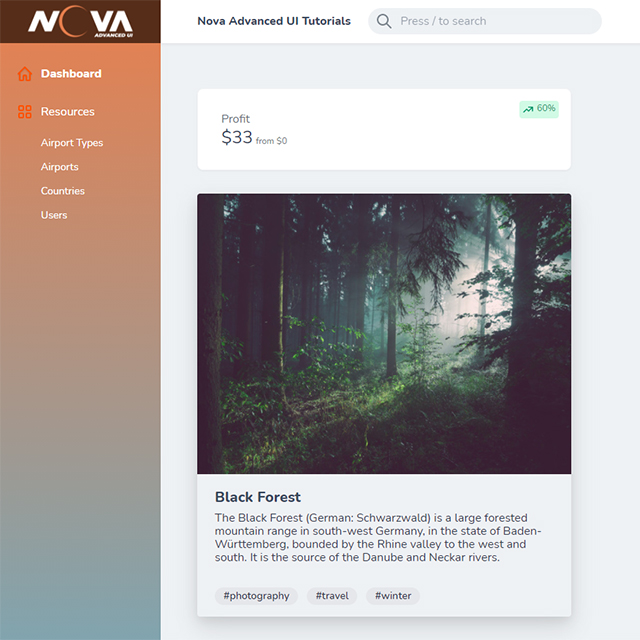 NOVA
ADVANCED UI
Nova Advanced UI Tutorials
Press / to search
Dashboard
Resources
Airport Types
Airports
Countries
Users
60%
Profit
$33 from $0
Black Forest
The Black Forest (German: Schwarzwald) is a large forested
mountain range in south-west Germany, in the state of Baden-
Württemberg, bounded by the Rhine valley to the west and
south. It is the source of the Danube and Neckar rivers.
#photography #travel #winter